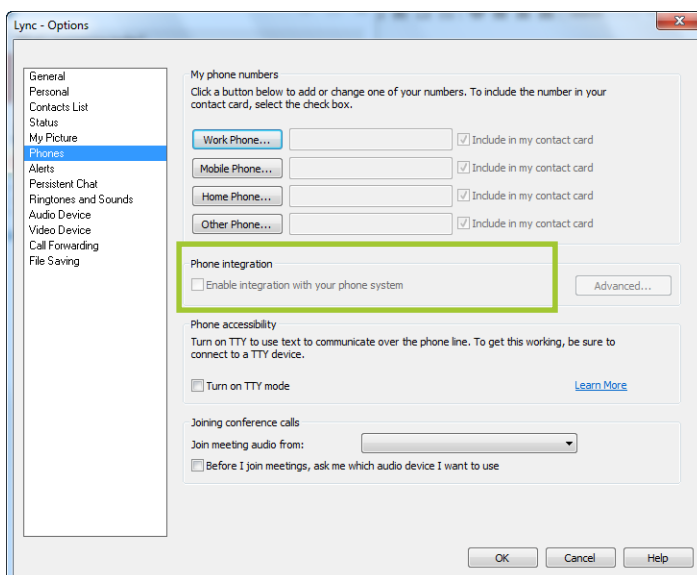 Lync - Options
General
Personal
Contacts List
Status
My Picture
Phones
Alerts
Persistent Chat
Ringtones and Sounds
Audio Device
Video Device
Call Forwarding
File Saving
My phone numbers
Click a button below to add or change one of your numbers. To include the number in your
contact card, select the check box.
Work Phone... Include in my contact card
Mobile Phone... Include in my contact card
Home Phone... Include in my contact card
Other Phone... Include in my contact card
Phone integration
Enable integration with your phone system Advanced...
Phone accessibility
Turn on TTY to use text to communicate over the phone line. To get this working, be sure to
connect to a TTY device.
Turn on TTY mode Learn More
Joining conference calls
Join meeting audio from:
Before I join meetings, ask me which audio device I want to use
OK Cancel Help